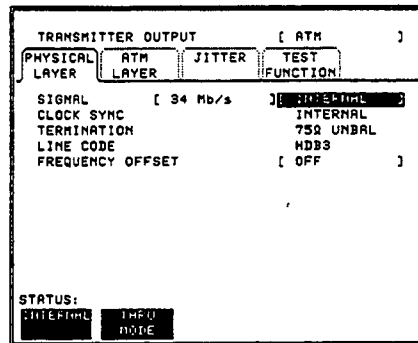 TRANSMITTER OUTPUT [ ATM ]
PHYSICAL LAYER ATM LAYER JITTER TEST FUNCTION
SIGNAL [ 34 Mb/s ][ INTERNAL ]
CLOCK SYNC INTERNAL
TERMINATION 75Ω UNBAL
LINE CODE HDB3
FREQUENCY OFFSET [ OFF ]
STATUS:
INTERNAL THRU MODE